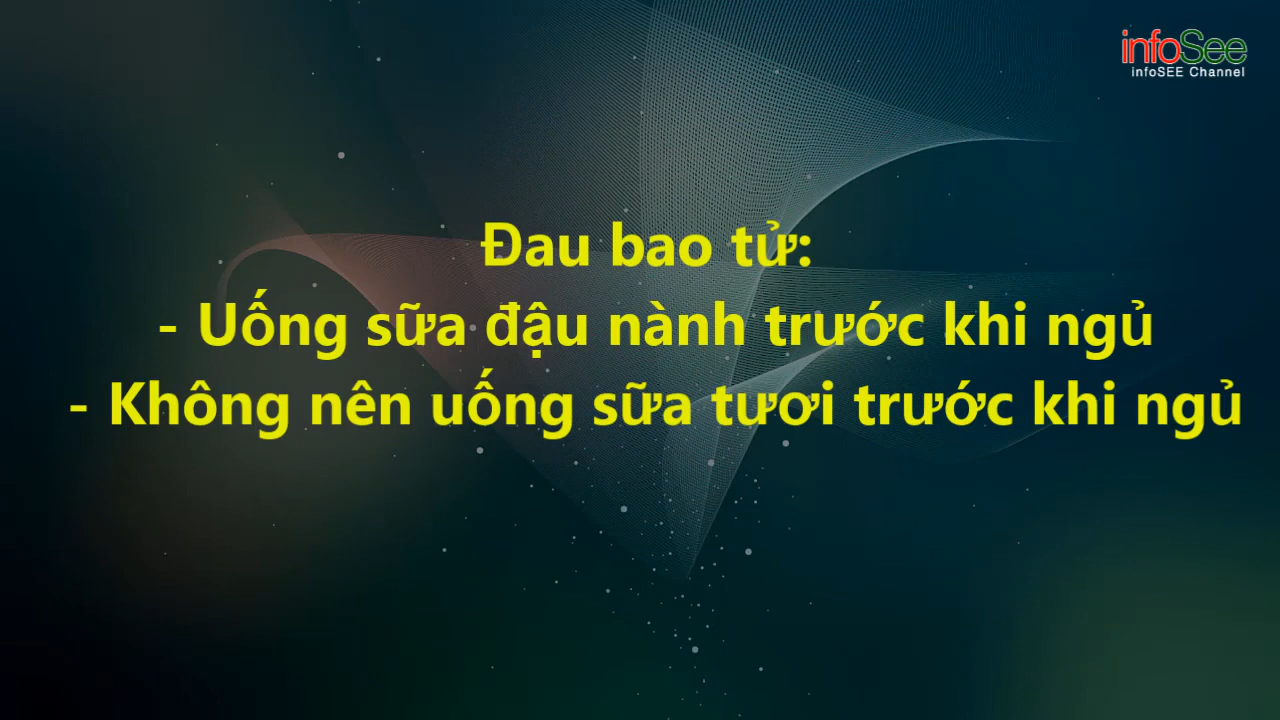 infoSee
infoSEE Channel
Đau bao tử:
- Uống sữa đậu nành trước khi ngủ
- Không nên uống sữa tươi trước khi ngủ